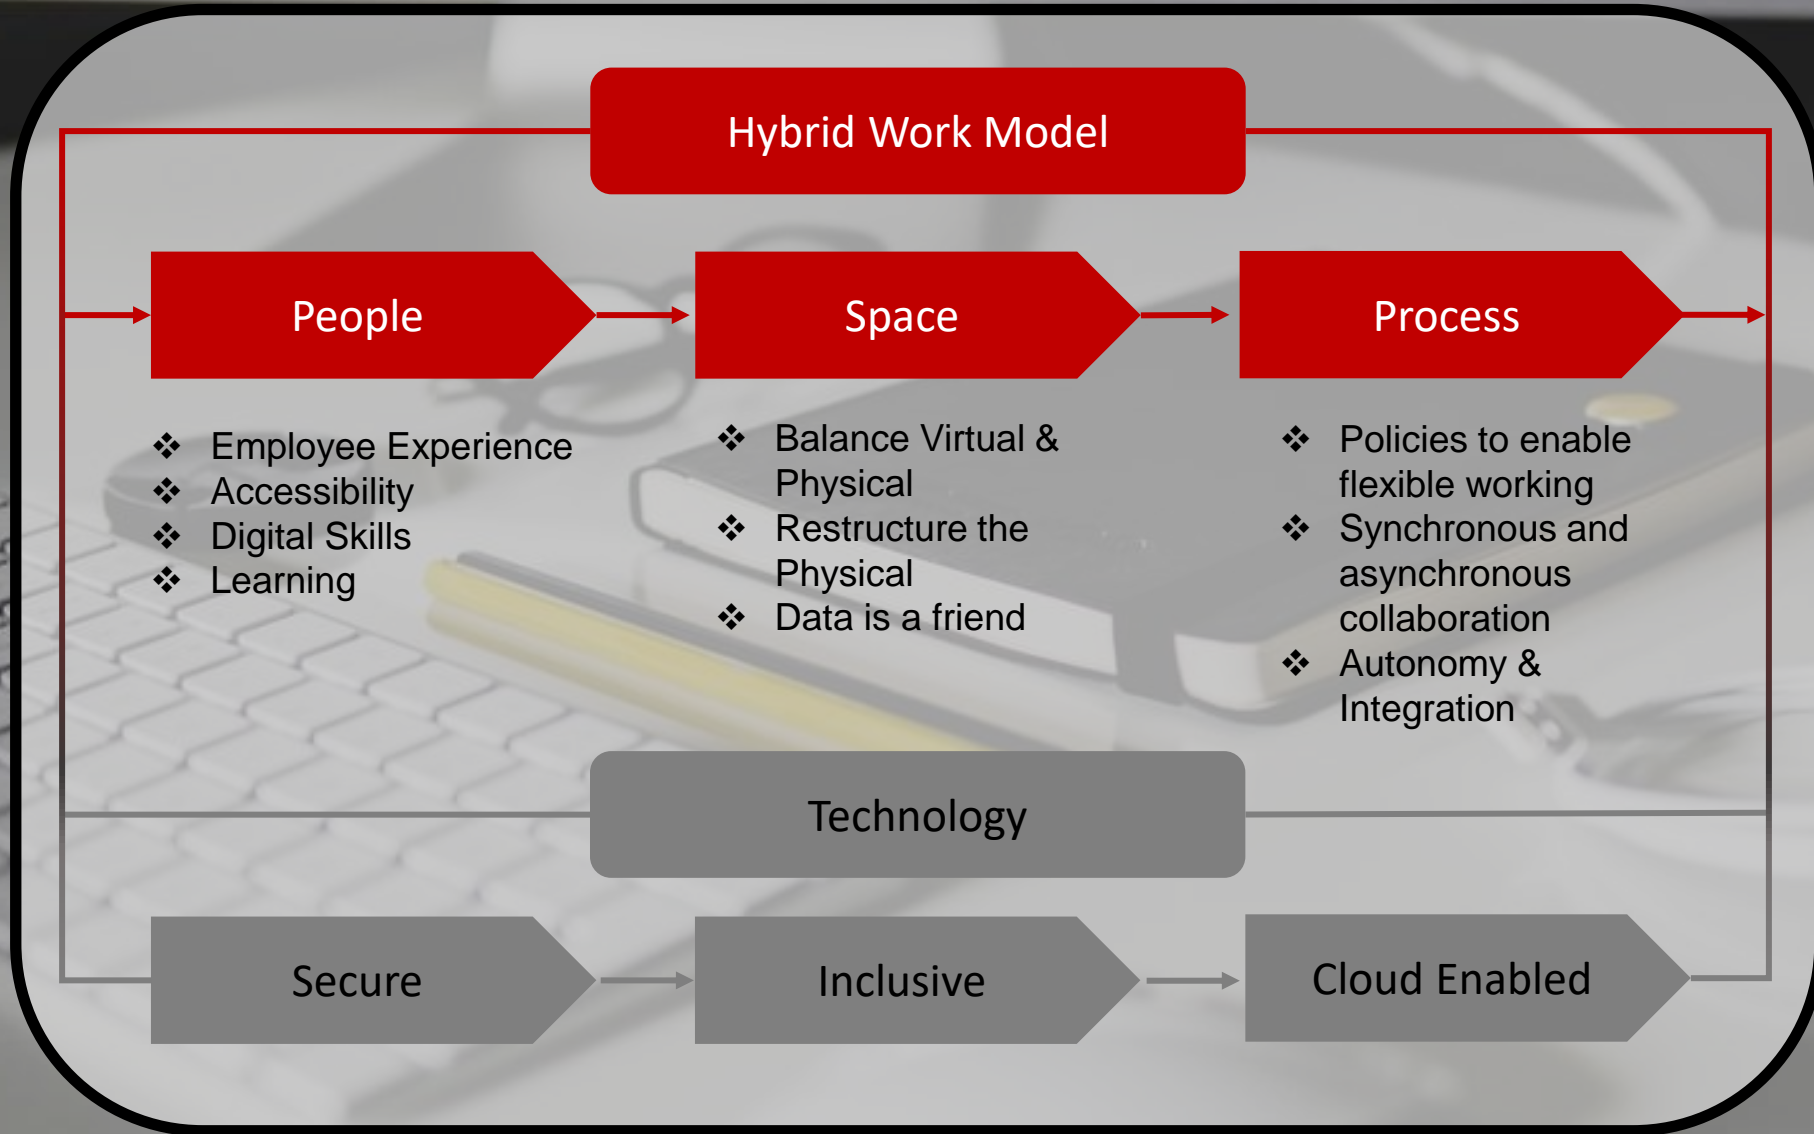 Hybrid Work Model
People
Space
Process
Employee Experience
Accessibility
Digital Skills
Learning
Balance Virtual &
Physical
Restructure the
Physical
Data is a friend
Policies to enable
flexible working
Synchronous and
asynchronous
collaboration
Autonomy &
Integration
Technology
Secure
Inclusive
Cloud Enabled